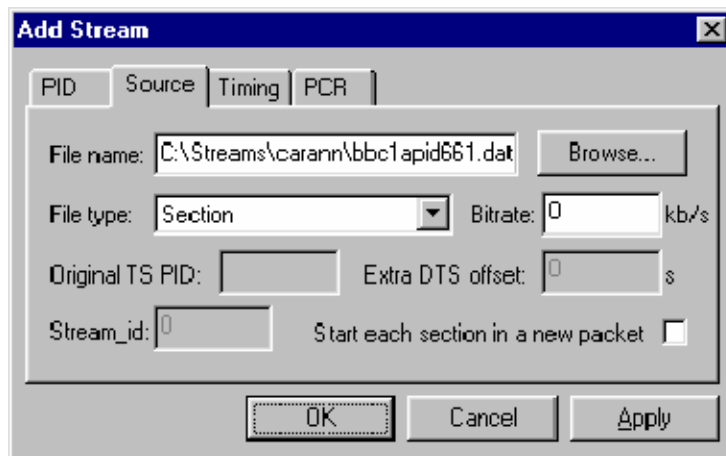 Add Stream
PID Source Timing PCR
File name: C:\Streams\carann\bbc1apid661.dat Browse...
File type: Section Bitrate: 0 kb/s
Original TS PID: Extra DTS offset: 0 s
Stream_id: 0 Start each section in a new packet
OK Cancel Apply